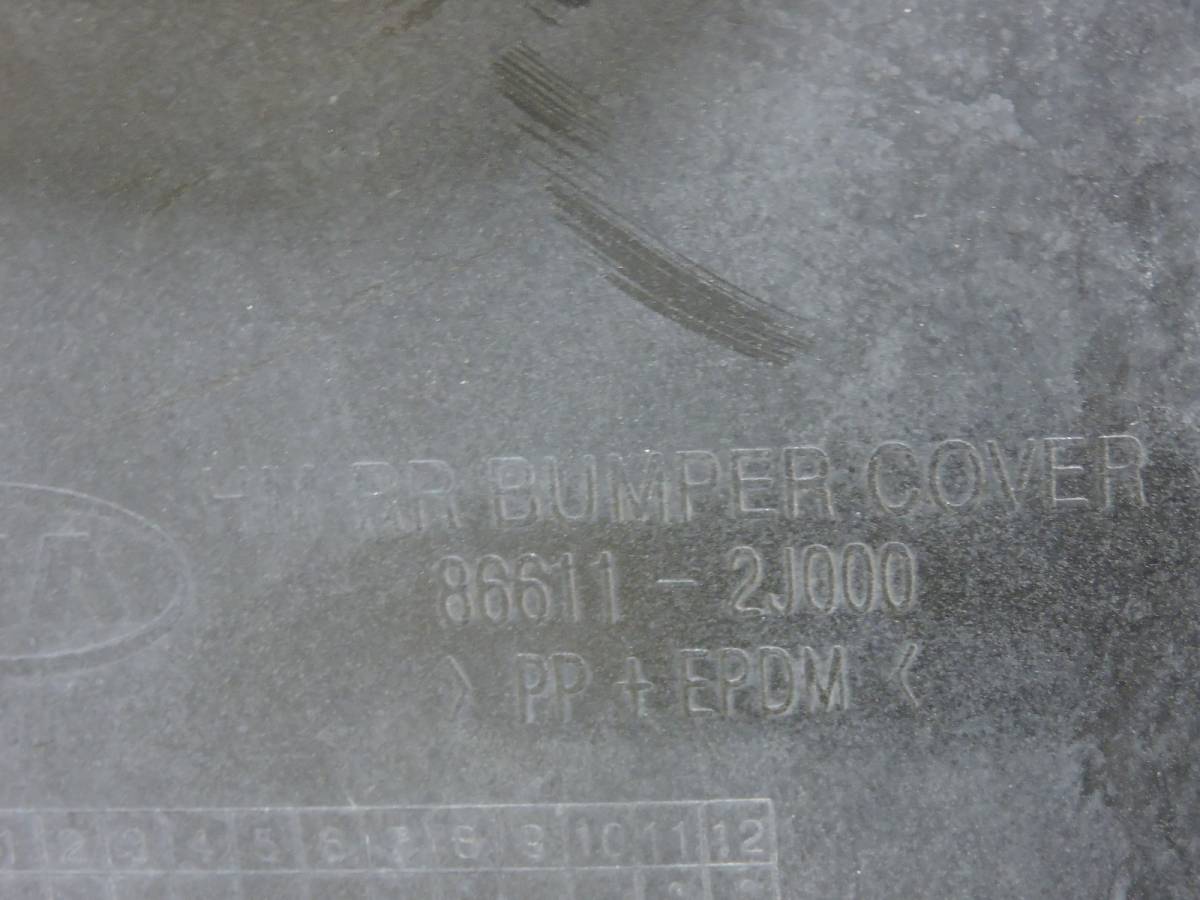 HM RR BUMPER COVER
86611 - 2J000
> PP + EPDM <
1 2 3 4 5 6 7 8 9 10 11 12